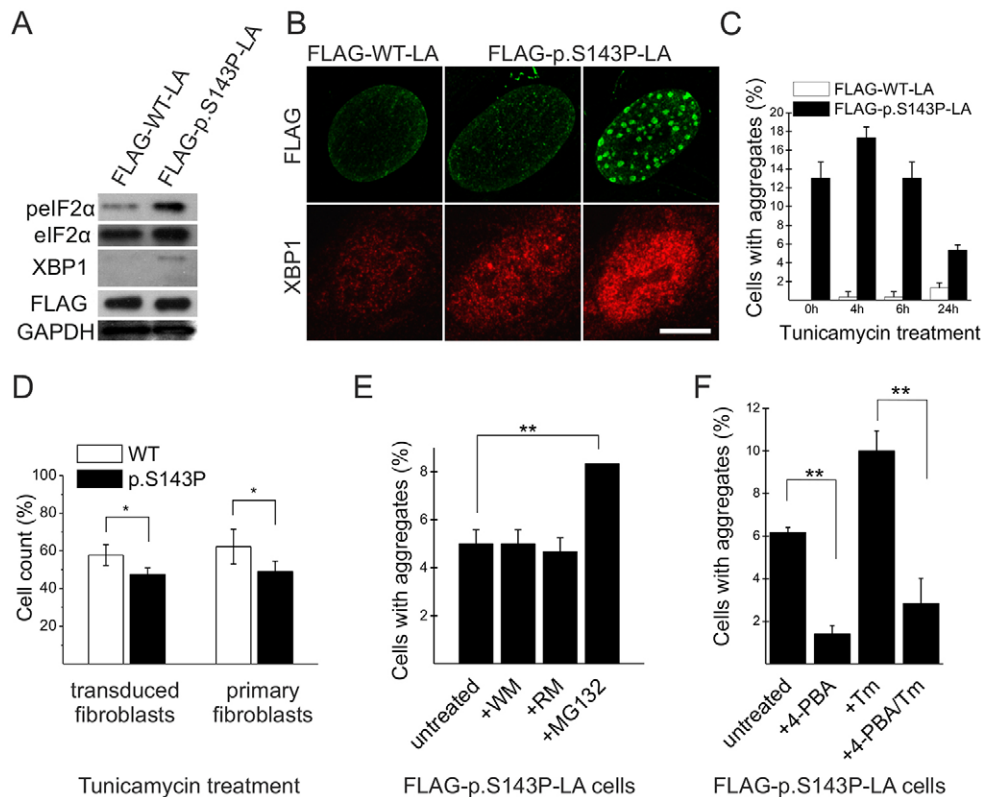 A
FLAG-WT-LA
FLAG-p.S143P-LA
peIF2α
eIF2α
XBP1
FLAG
GAPDH
B
FLAG-WT-LA FLAG-p.S143P-LA
FLAG
XBP1
C
FLAG-WT-LA
FLAG-p.S143P-LA
Cells with aggregates (%)
20
18
16
14
12
10
8
6
4
2
0h 4h 6h 24h
Tunicamycin treatment
D
WT
p.S143P
Cell count (%)
100
80
60
40
20
* *
transduced fibroblasts
primary fibroblasts
Tunicamycin treatment
E
Cells with aggregates (%)
8
6
4
2
**
untreated +WM +RM +MG132
FLAG-p.S143P-LA cells
F
Cells with aggregates (%)
12
10
8
6
4
2
** **
untreated +4-PBA +Tm +4-PBA/Tm
FLAG-p.S143P-LA cells